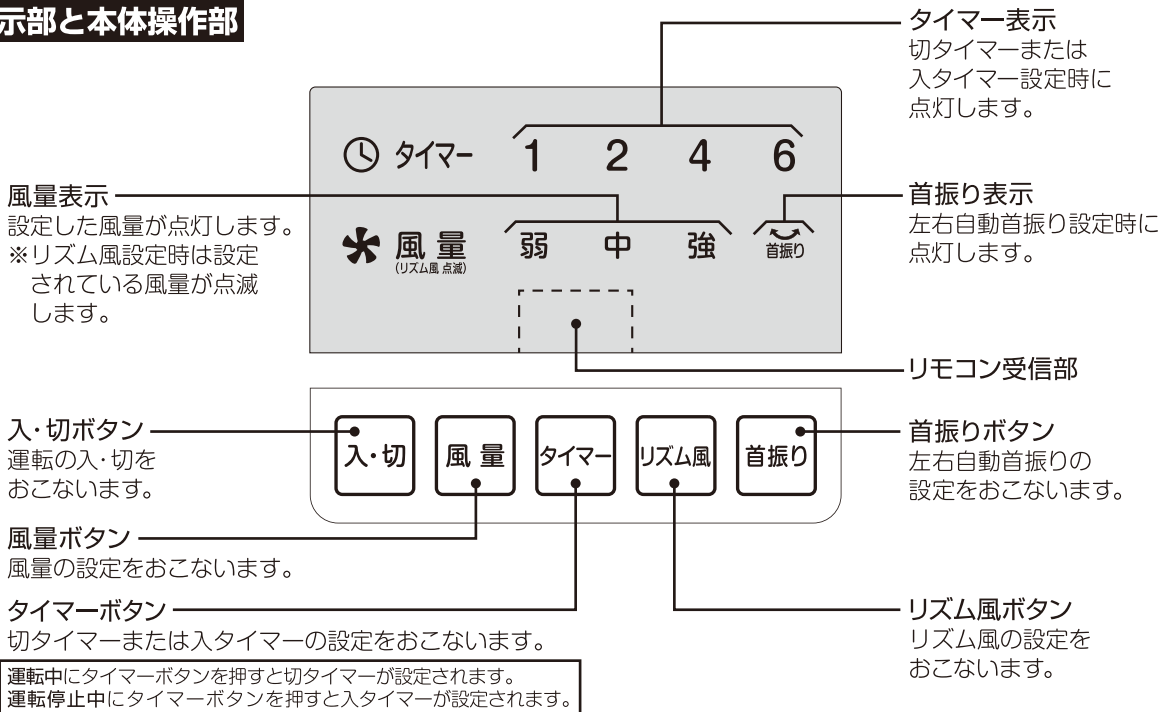 示部と本体操作部
タイマー表示
切タイマーまたは
入タイマー設定時に
点灯します。
タイマー 1 2 4 6
風量表示
設定した風量が点灯します。
※リズム風設定時は設定
されている風量が点滅
します。
風量 弱 中 強 首振り
(リズム風 点滅)
首振り表示
左右自動首振り設定時に
点灯します。
リモコン受信部
入・切ボタン
運転の入・切を
おこないます。
入・切 風量 タイマー リズム風 首振り
首振りボタン
左右自動首振りの
設定をおこないます。
風量ボタン
風量の設定をおこないます。
タイマーボタン
切タイマーまたは入タイマーの設定をおこないます。
運転中にタイマーボタンを押すと切タイマーが設定されます。
運転停止中にタイマーボタンを押すと入タイマーが設定されます。
リズム風ボタン
リズム風の設定を
おこないます。